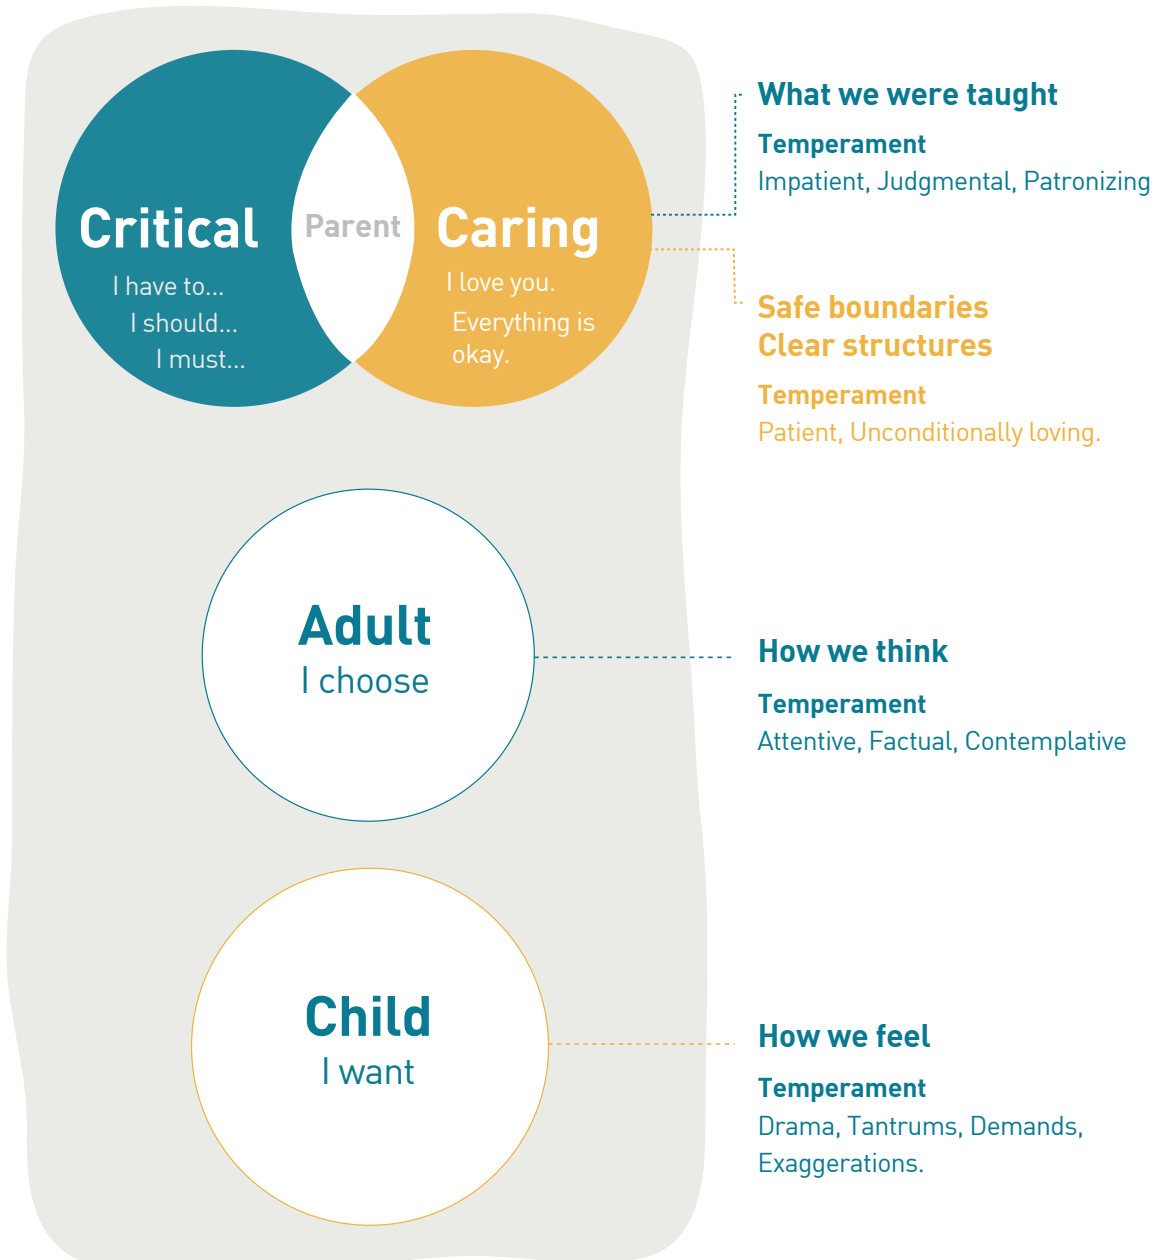 Critical
I have to...
I should...
I must...
Parent
Caring
I love you.
Everything is
okay.
What we were taught
Temperament
Impatient, Judgmental, Patronizing
Safe boundaries
Clear structures
Temperament
Patient, Unconditionally loving.
Adult
I choose
How we think
Temperament
Attentive, Factual, Contemplative
Child
I want
How we feel
Temperament
Drama, Tantrums, Demands,
Exaggerations.